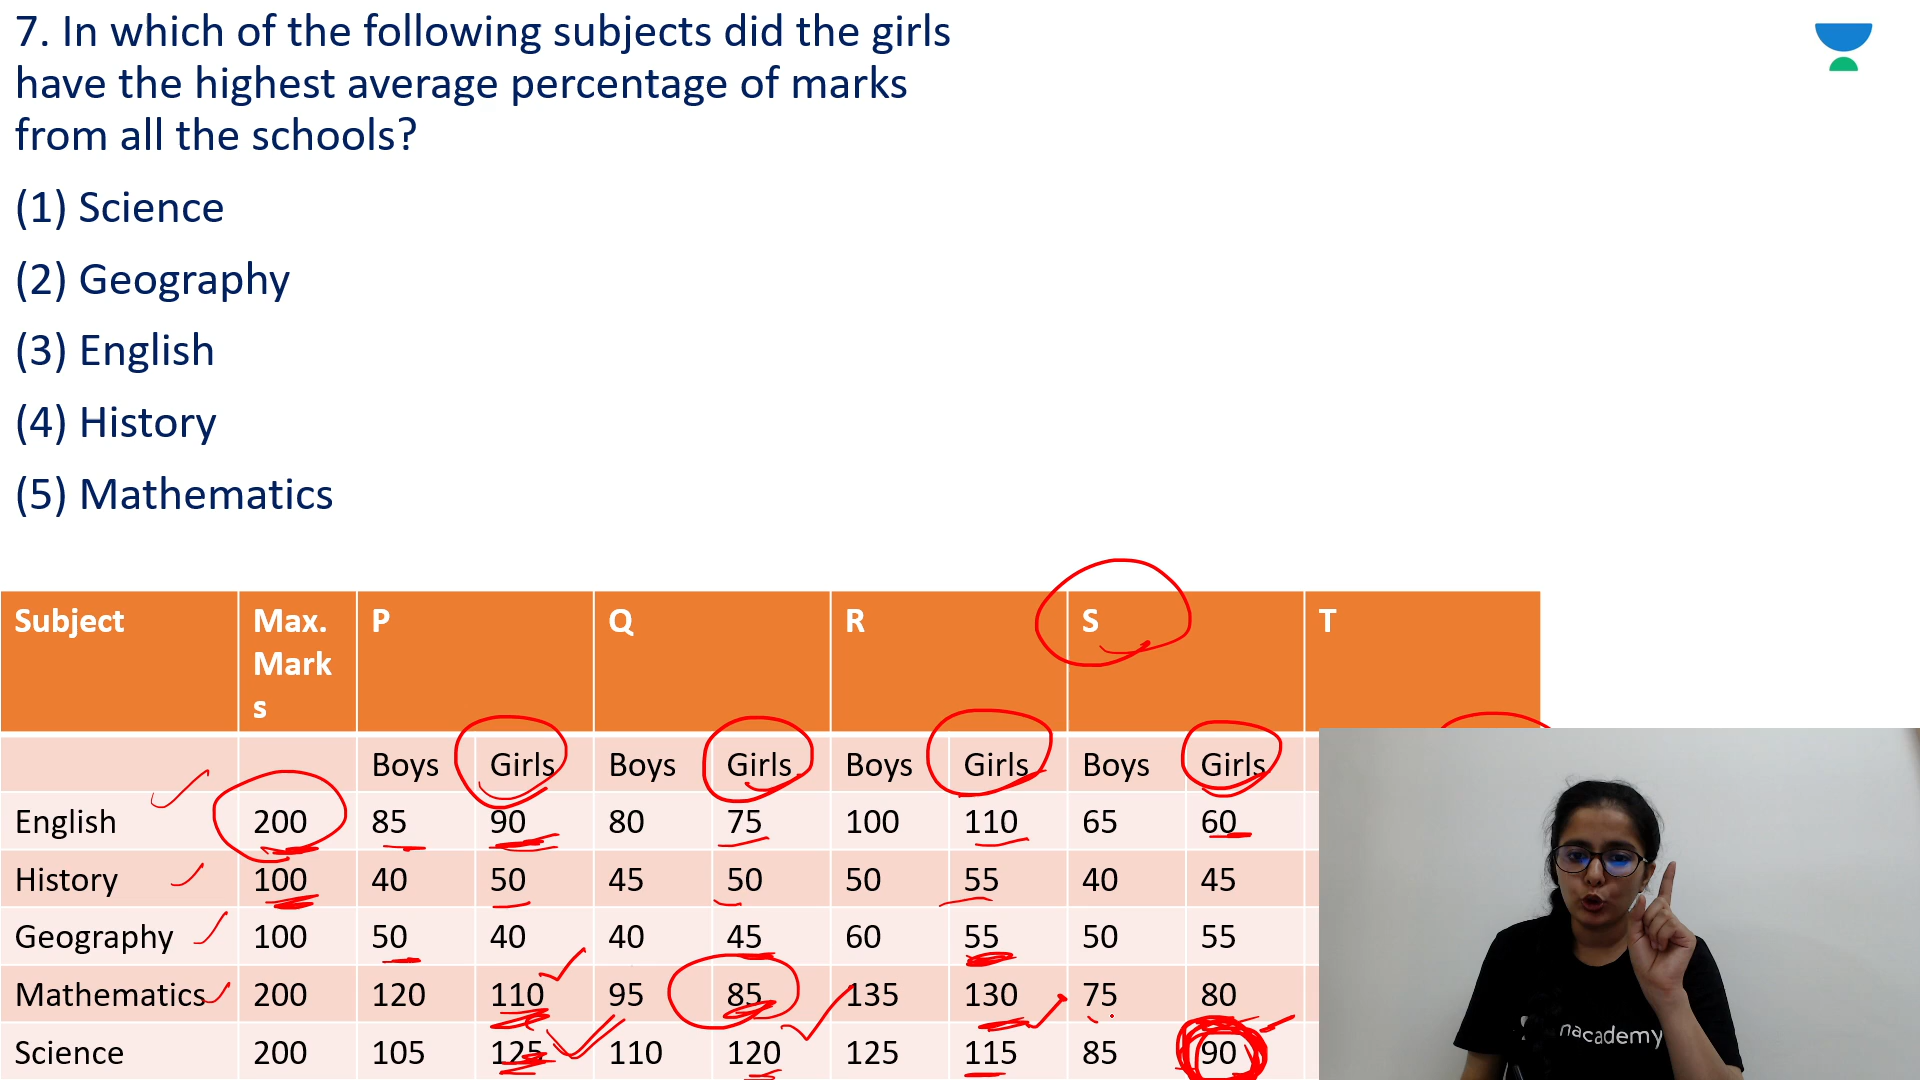 7. In which of the following subjects did the girls
have the highest average percentage of marks
from all the schools?
(1) Science
(2) Geography
(3) English
(4) History
(5) Mathematics
Subject Max. Mark s P Q R S T
Boys Girls Boys Girls Boys Girls Boys Girls
English 200 85 90 80 75 100 110 65 60
History 100 40 50 45 50 50 55 40 45
Geography 100 50 40 40 45 60 55 50 55
Mathematics 200 120 110 95 85 135 130 75 80
Science 200 105 125 110 120 125 115 85 90
nacademy